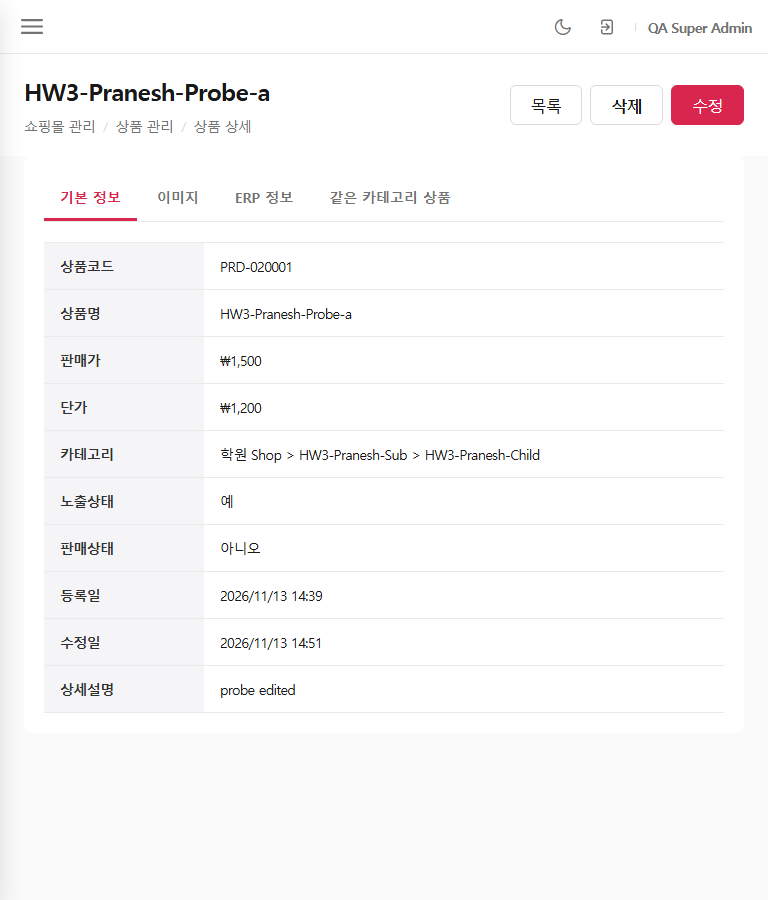 QA Super Admin
HW3-Pranesh-Probe-a
쇼핑몰 관리 / 상품 관리 / 상품 상세
목록 삭제 수정
기본 정보 이미지 ERP 정보 같은 카테고리 상품
상품코드 PRD-020001
상품명 HW3-Pranesh-Probe-a
판매가 ₩1,500
단가 ₩1,200
카테고리 학원 Shop > HW3-Pranesh-Sub > HW3-Pranesh-Child
노출상태 예
판매상태 아니오
등록일 2026/11/13 14:39
수정일 2026/11/13 14:51
상세설명 probe edited